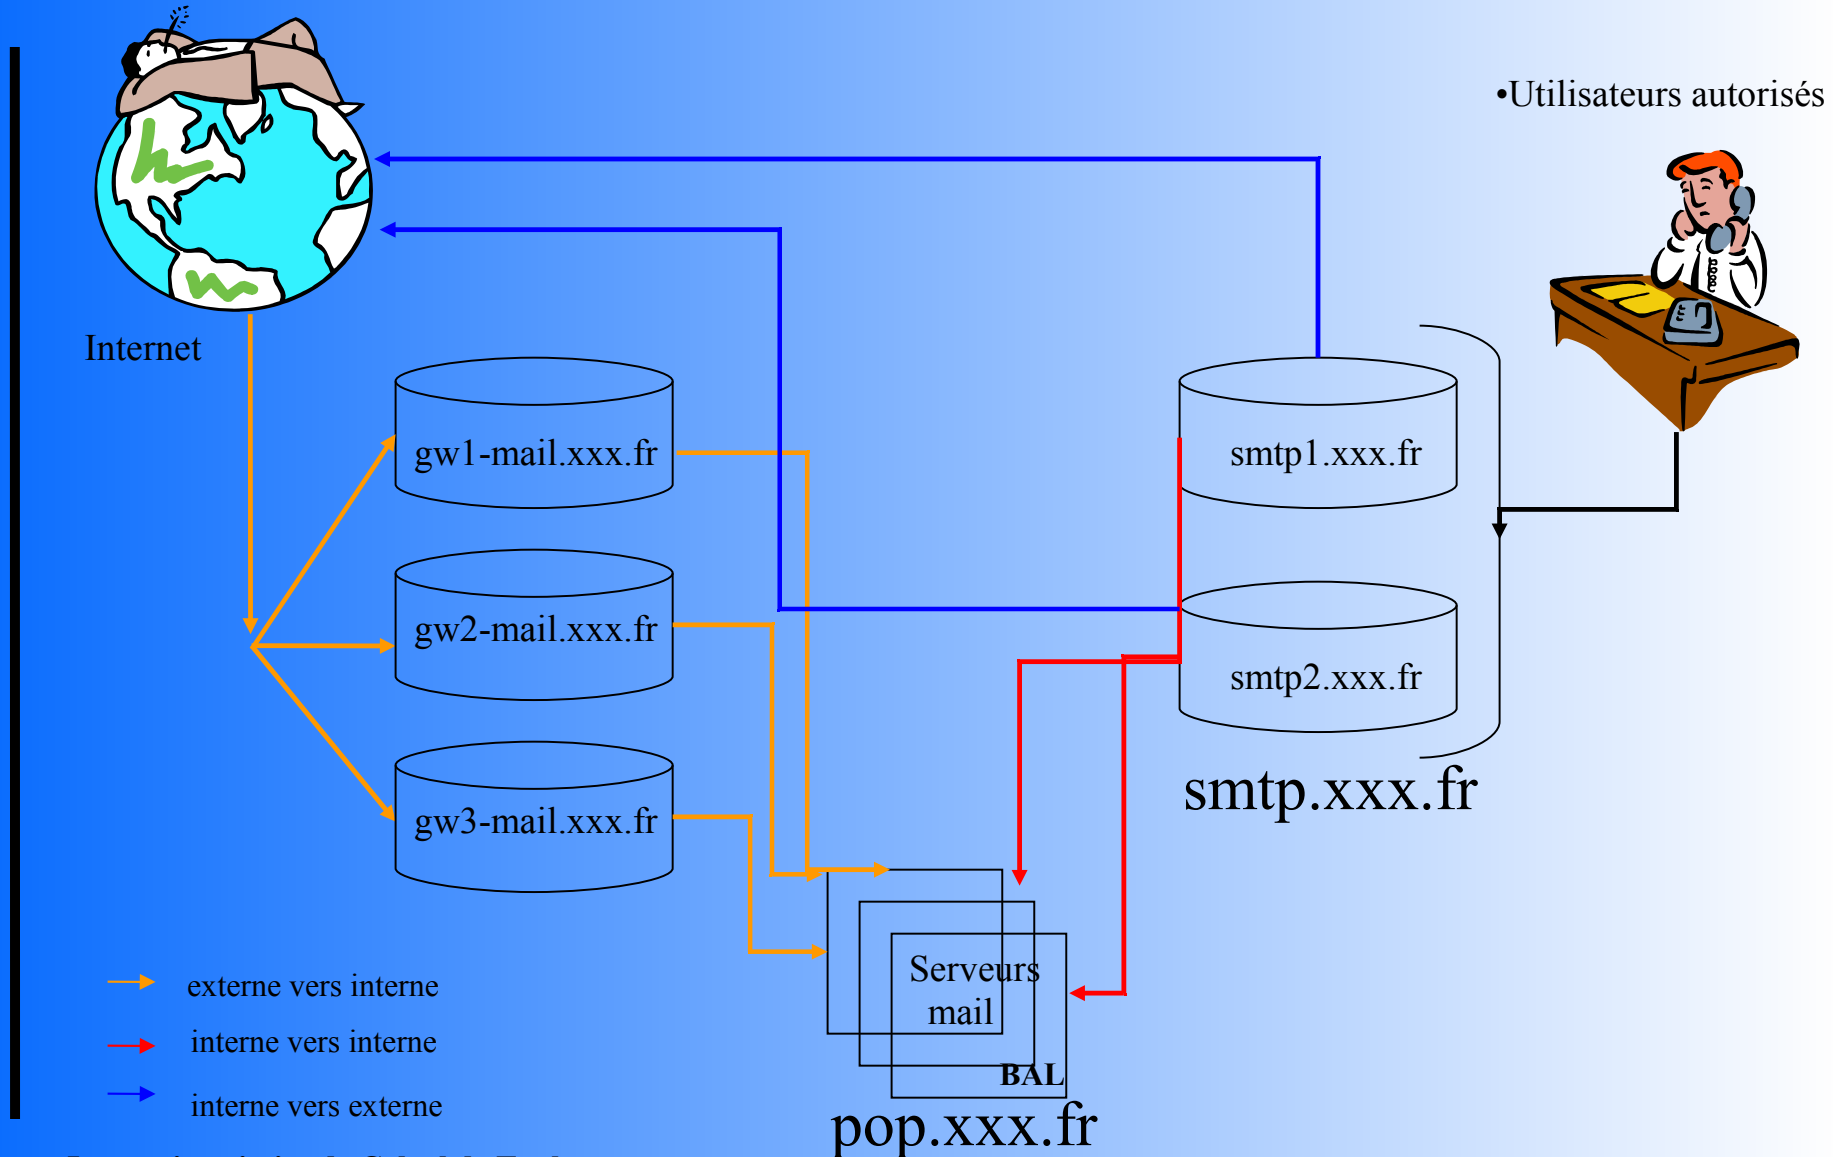 •Utilisateurs autorisés
Internet
gw1-mail.xxx.fr
smtp1.xxx.fr
gw2-mail.xxx.fr
smtp2.xxx.fr
smtp.xxx.fr
gw3-mail.xxx.fr
Serveurs
mail
BAL
pop.xxx.fr
externe vers interne
interne vers interne
interne vers externe